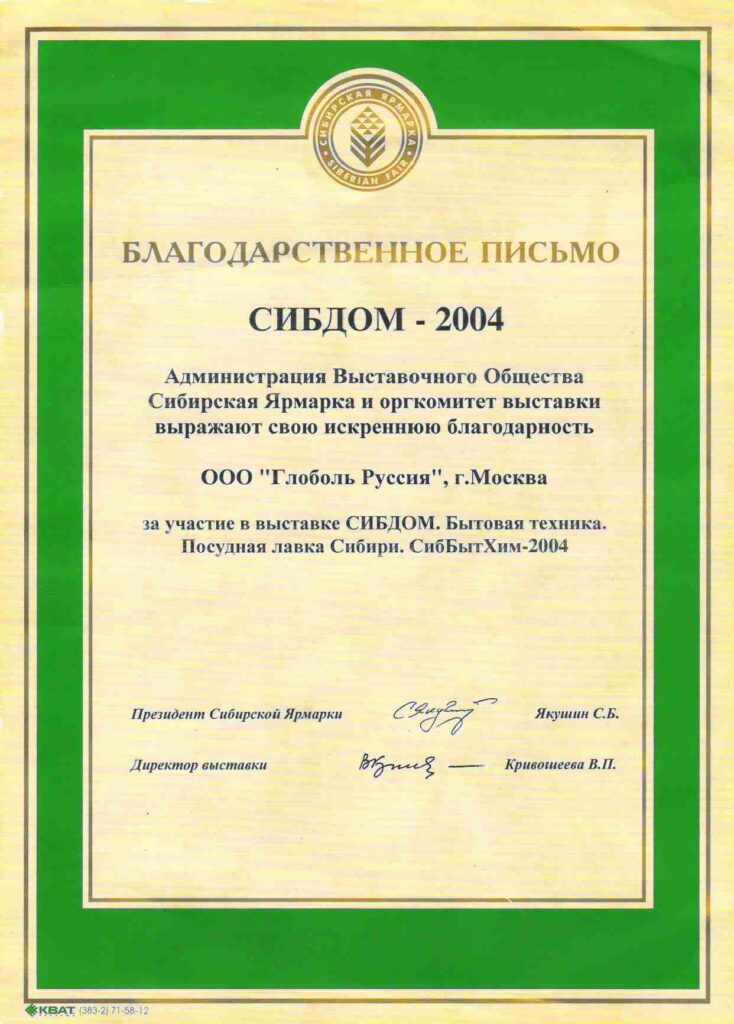 СИБИРСКАЯ ЯРМАРКА
SIBERIAN FAIR
БЛАГОДАРСТВЕННОЕ ПИСЬМО
СИБДОМ - 2004
Администрация Выставочного Общества
Сибирская Ярмарка и оргкомитет выставки
выражают свою искреннюю благодарность
ООО "Глоболь Руссия", г.Москва
за участие в выставке СИБДОМ. Бытовая техника.
Посудная лавка Сибири. СибБытХим-2004
Президент Сибирской Ярмарки Якушин С.Б.
Директор выставки Кривошеева В.П.
КВАТ (383-2) 71-58-12